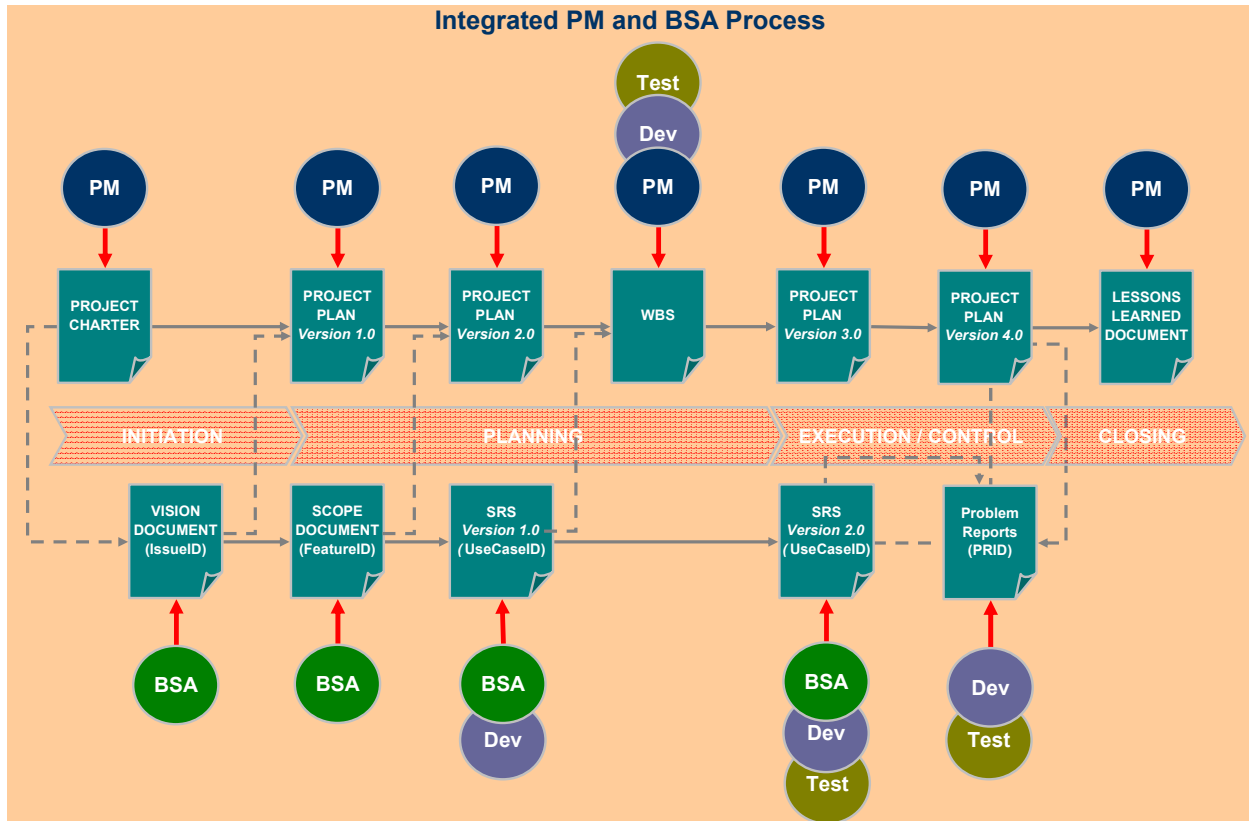 Integrated PM and BSA Process
Test
Dev
PM
PM
PM
PM
PM
PM
PM
PROJECT
CHARTER
PROJECT
PLAN
Version 1.0
PROJECT
PLAN
Version 2.0
WBS
PROJECT
PLAN
Version 3.0
PROJECT
PLAN
Version 4.0
LESSONS
LEARNED
DOCUMENT
INITIATION
PLANNING
EXECUTION / CONTROL
CLOSING
VISION
DOCUMENT
(IssueID)
SCOPE
DOCUMENT
(FeatureID)
SRS
Version 1.0
(UseCaseID)
SRS
Version 2.0
(UseCaseID)
Problem
Reports
(PRID)
BSA
BSA
BSA
Dev
BSA
Dev
Test
Dev
Test